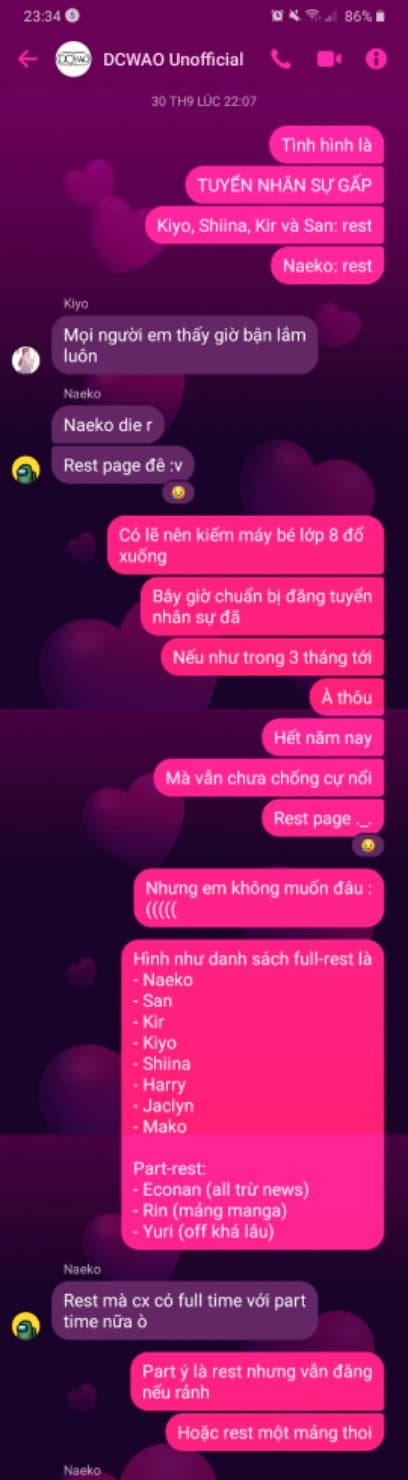 23:34 S 86%
DCWAO
DCWAO Unofficial
30 TH9 LÚC 22:07
Tình hình là
TUYỂN NHÂN SỰ GẤP
Kiyo, Shiina, Kir và San: rest
Naeko: rest
Kiyo
Mọi người em thấy giờ bận lắm
luôn
Naeko
Naeko die r
Rest page đê :v
Có lẽ nên kiếm máy bé lớp 8 đổ
xuống
Bây giờ chuẩn bị đăng tuyển
nhân sự đã
Nếu như trong 3 tháng tới
À thôu
Hết năm nay
Mà vẫn chưa chống cự nổi
Rest page ._.
Nhưng em không muốn đâu :
(((((
Hình như danh sách full-rest là
- Naeko
- San
- Kir
- Kiyo
- Shiina
- Harry
- Jaclyn
- Mako
Part-rest:
- Econan (all trừ news)
- Rin (mảng manga)
- Yuri (off khá lâu)
Naeko
Rest mà cx có full time với part
time nữa ò
Part ý là rest nhưng vẫn đăng
nếu rảnh
Hoặc rest một mảng thoi
Naeko